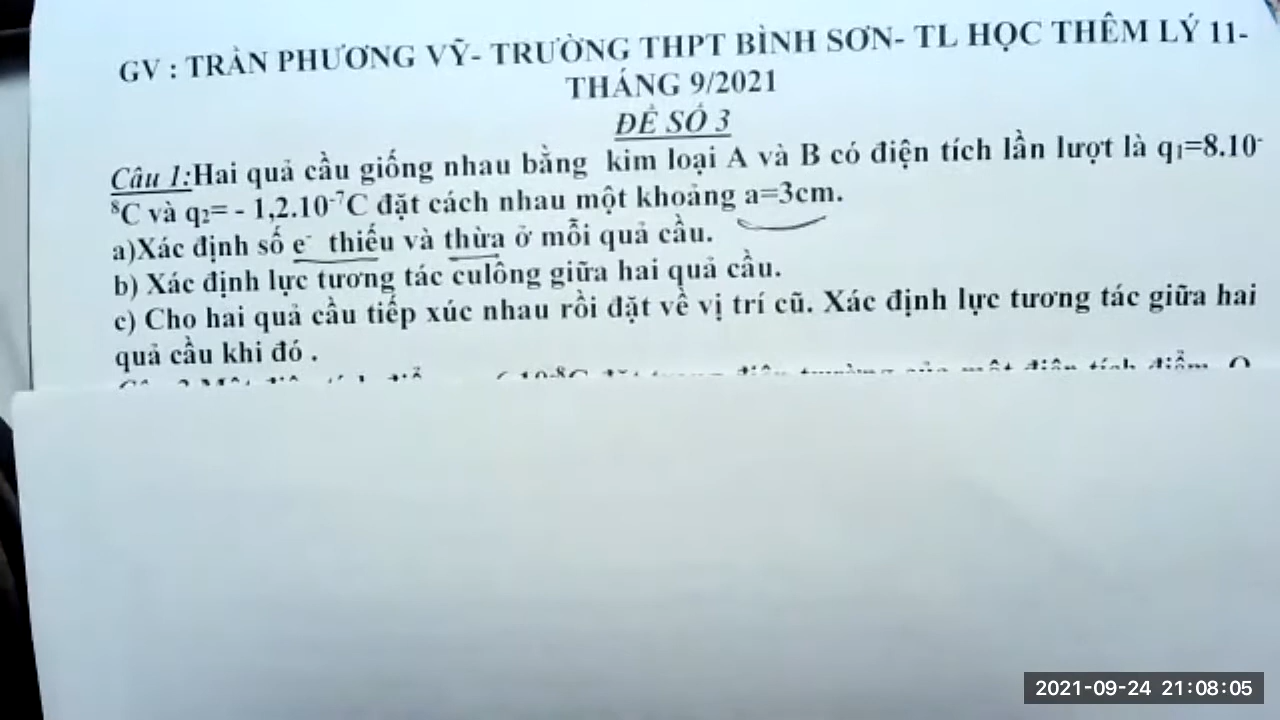 GV : TRẦN PHƯƠNG VỸ- TRƯỜNG THPT BÌNH SƠN- TL HỌC THÊM LÝ 11-
THÁNG 9/2021
ĐỀ SỐ 3
Câu 1:Hai quả cầu giống nhau bằng kim loại A và B có điện tích lần lượt là q₁=8.10⁻
⁸C và q₂= - 1,2.10⁻⁷C đặt cách nhau một khoảng a=3cm.
a)Xác định số e⁻ thiếu và thừa ở mỗi quả cầu.
b) Xác định lực tương tác culông giữa hai quả cầu.
c) Cho hai quả cầu tiếp xúc nhau rồi đặt về vị trí cũ. Xác định lực tương tác giữa hai
quả cầu khi đó .
2021-09-24 21:08:05